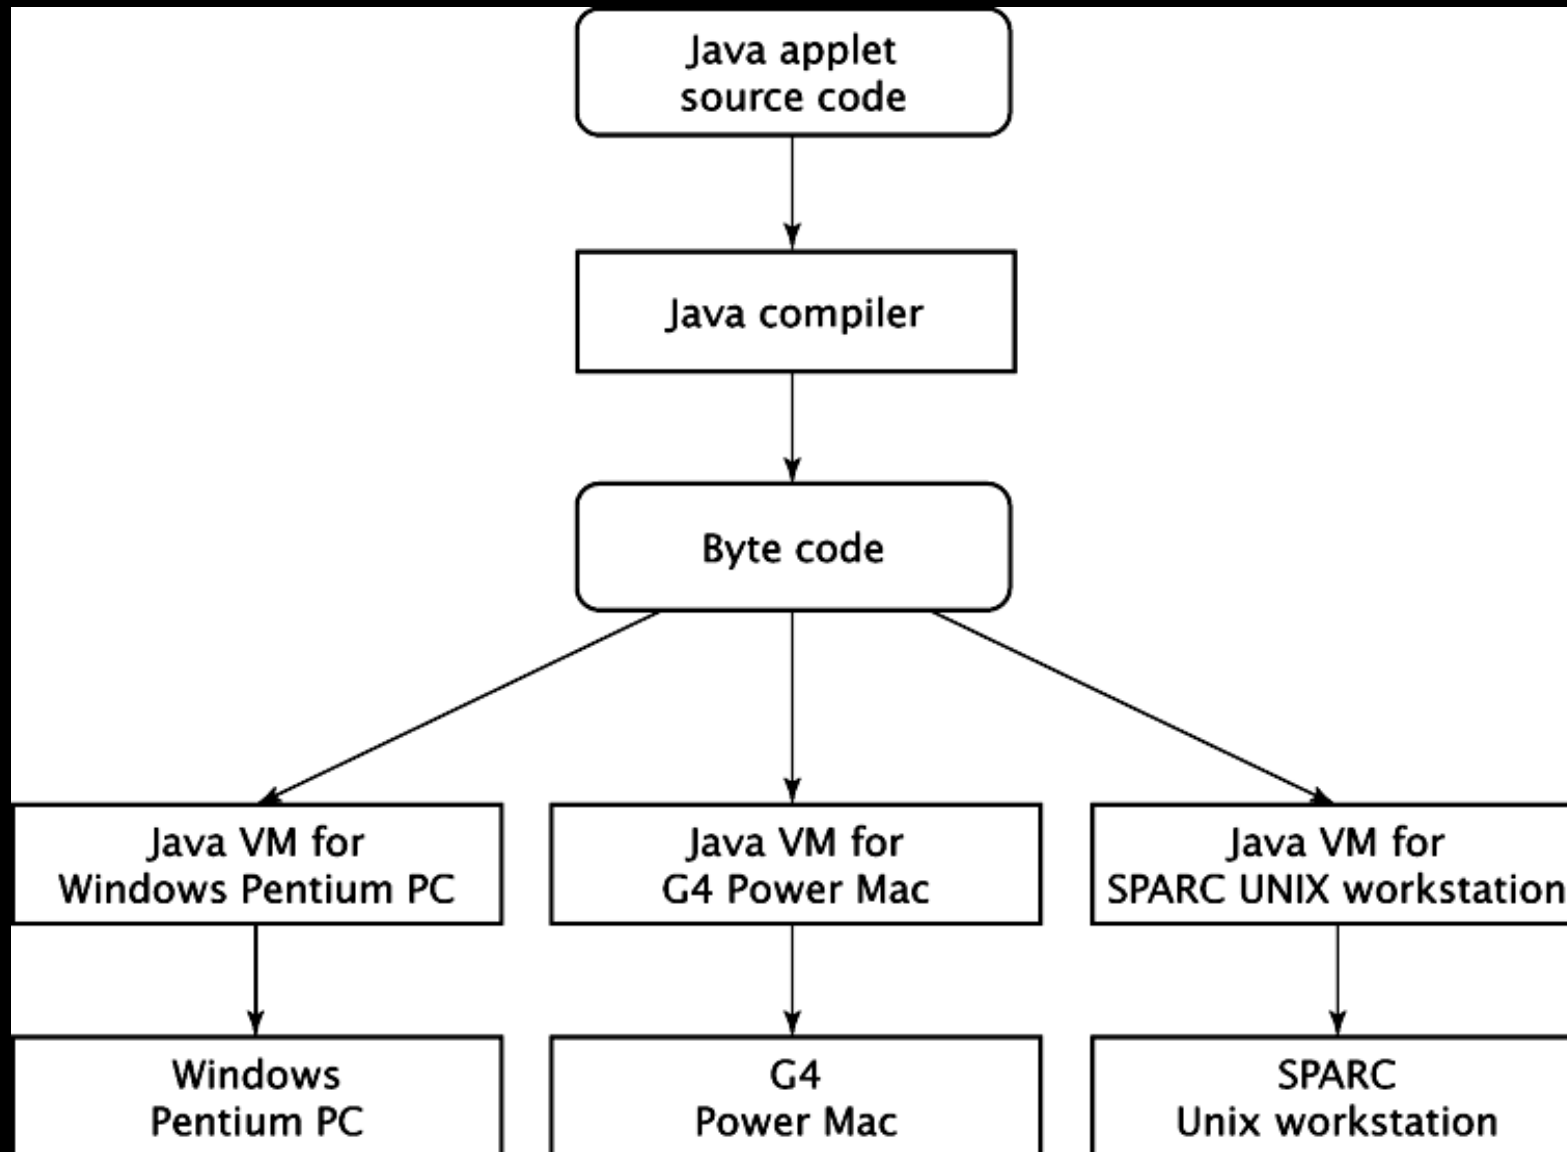 Java applet
source code
Java compiler
Byte code
Java VM for
Windows Pentium PC
Java VM for
G4 Power Mac
Java VM for
SPARC UNIX workstation
Windows
Pentium PC
G4
Power Mac
SPARC
Unix workstation